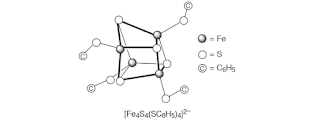 ©
= Fe
= S
© = C₆H₅
©
©
©
[Fe₄S₄(SC₆H₅)₄]²⁻